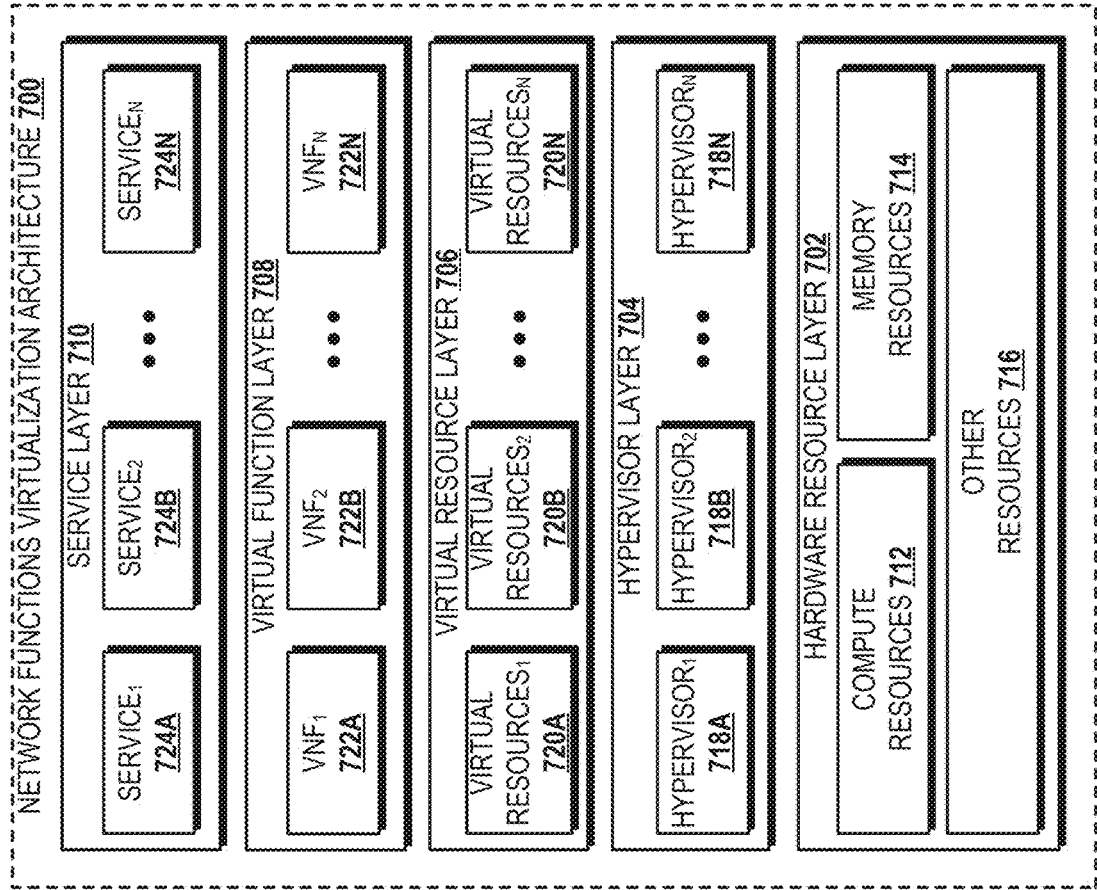 NETWORK FUNCTIONS VIRTUALIZATION ARCHITECTURE 700
SERVICE LAYER 710
SERVICE1
724A
SERVICE2
724B
•••
SERVICEN
724N
VIRTUAL FUNCTION LAYER 708
VNF1
722A
VNF2
722B
•••
VNFN
722N
VIRTUAL RESOURCE LAYER 706
VIRTUAL
RESOURCES1
720A
VIRTUAL
RESOURCES2
720B
•••
VIRTUAL
RESOURCESN
720N
HYPERVISOR LAYER 704
HYPERVISOR1
718A
HYPERVISOR2
718B
•••
HYPERVISORN
718N
HARDWARE RESOURCE LAYER 702
COMPUTE
RESOURCES 712
MEMORY
RESOURCES 714
OTHER
RESOURCES 716